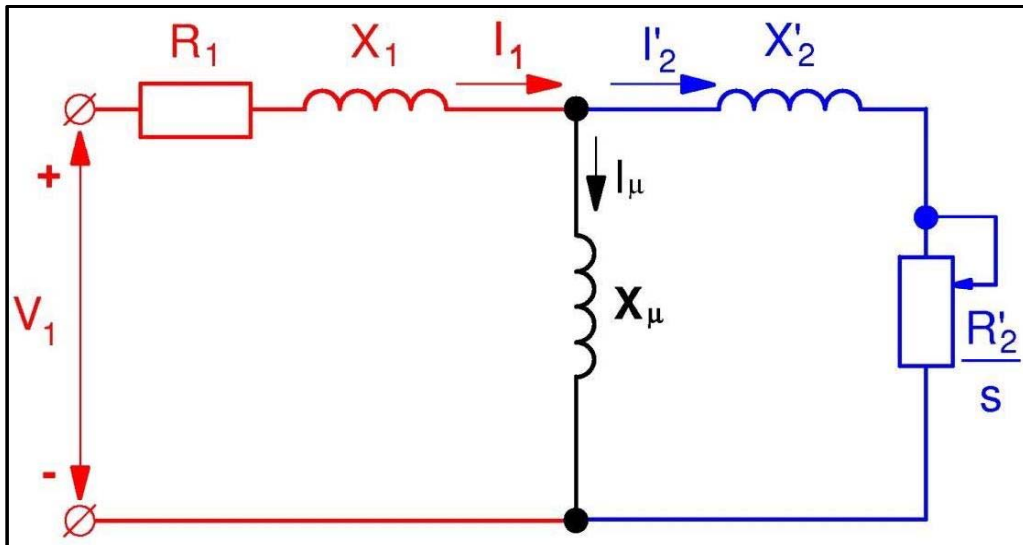 R₁ X₁ I₁ I'₂ X'₂
+
Iμ
V₁
Xμ
R'₂
s
-